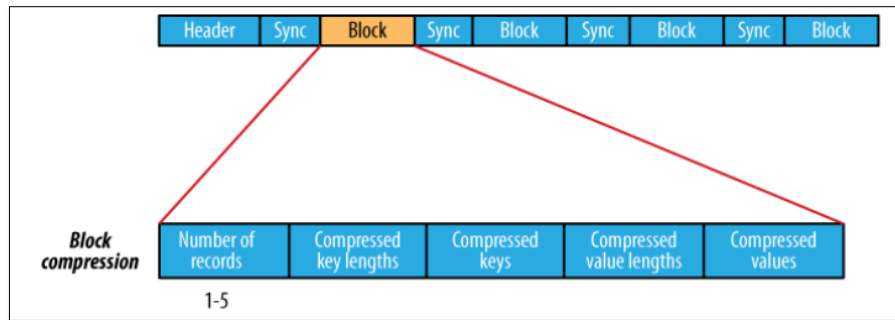 Header Sync Block Sync Block Sync Block Sync Block
Block
compression
Number of
records
Compressed
key lengths
Compressed
keys
Compressed
value lengths
Compressed
values
1-5